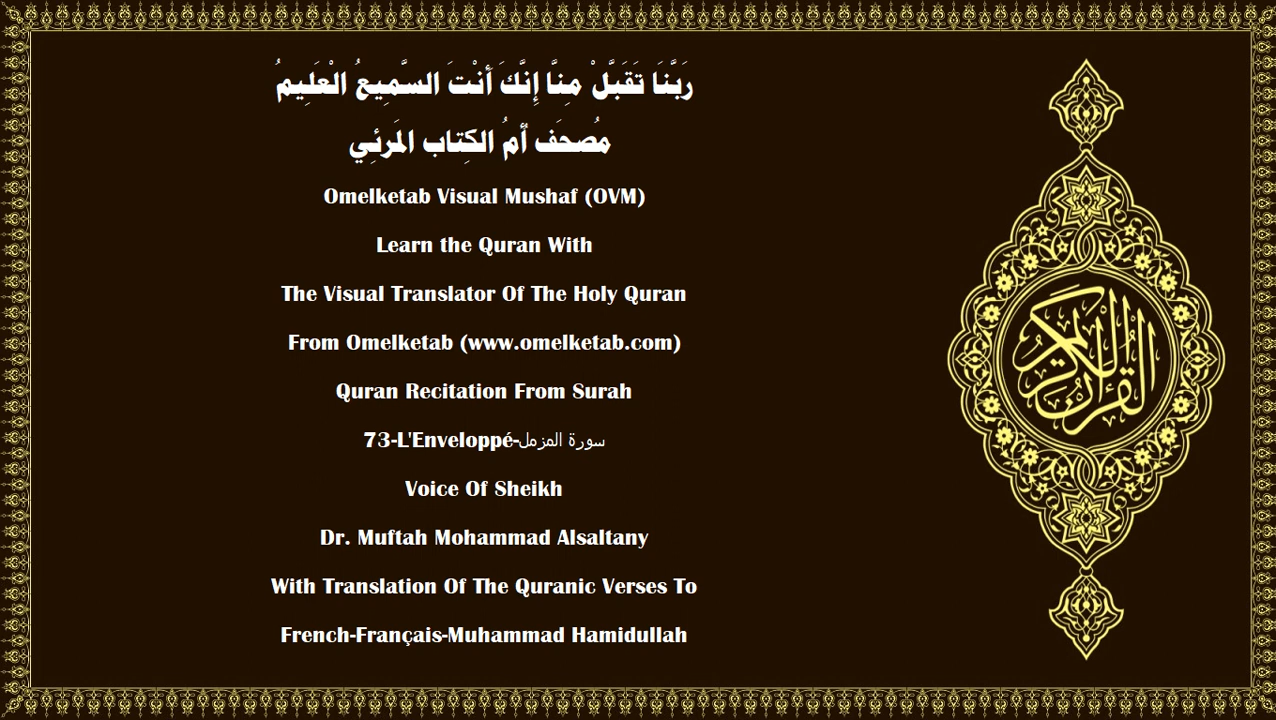 رَبَّنَا تَقَبَّلْ مِنَّا إِنَّكَ أَنْتَ السَّمِيعُ الْعَلِيمُ
مُصحَف أمُ الكِتاب المَرئِي
Omelketab Visual Mushaf (OVM)
Learn the Quran With
The Visual Translator Of The Holy Quran
From Omelketab (www.omelketab.com)
Quran Recitation From Surah
73-L'Enveloppé-سورة المزمل
Voice Of Sheikh
Dr. Muftah Mohammad Alsaltany
With Translation Of The Quranic Verses To
French-Français-Muhammad Hamidullah
القرآن الكريم